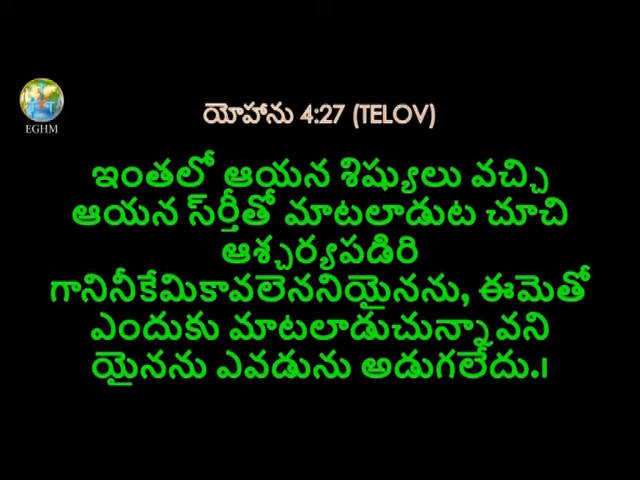 EGHM
యోహాను 4:27 (TELOV)
ఇంతలో ఆయన శిష్యులు వచ్చి
ఆయన స్ర్తీతో మాటలాడుట చూచి
ఆశ్చర్యపడిరి
గానినీకేమికావలెననియైనను, ఈమెతో
ఎందుకు మాటలాడుచున్నావని
యైనను ఎవడును అడుగలేదు.।